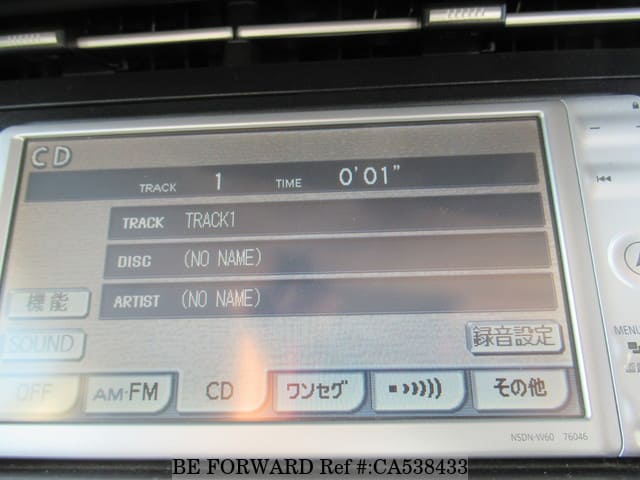 CD
TRACK 1 TIME 0'01"
TRACK TRACK1
DISC (NO NAME)
ARTIST (NO NAME)
機能
SOUND
録音設定
OFF AM・FM CD ワンセグ その他
MENU
NSDN-W60 76046
BE FORWARD Ref #:CA538433